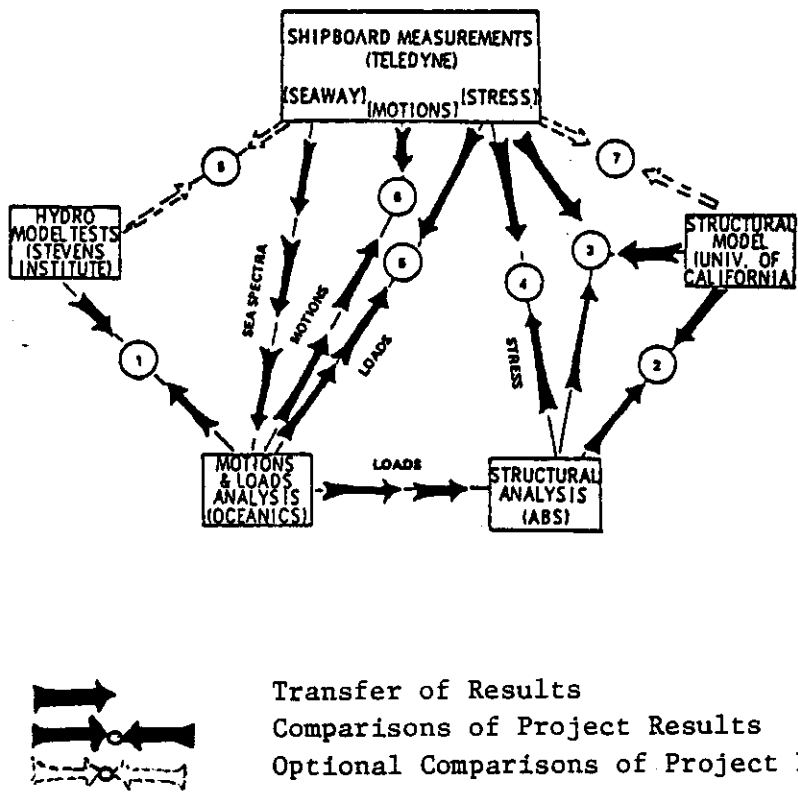 SHIPBOARD MEASUREMENTS
(TELEDYNE)
(SEAWAY) (MOTIONS) (STRESS)
8
7
HYDRO
MODEL TESTS
(STEVENS
INSTITUTE)
6
5
3
4
STRUCTURAL
MODEL
(UNIV. OF
CALIFORNIA)
SEA SPECTRA
MOTIONS
LOADS
STRESS
1
2
MOTIONS
& LOADS
ANALYSIS
(OCEANICS)
LOADS
STRUCTURAL
ANALYSIS
(ABS)
Transfer of Results
Comparisons of Project Results
Optional Comparisons of Project